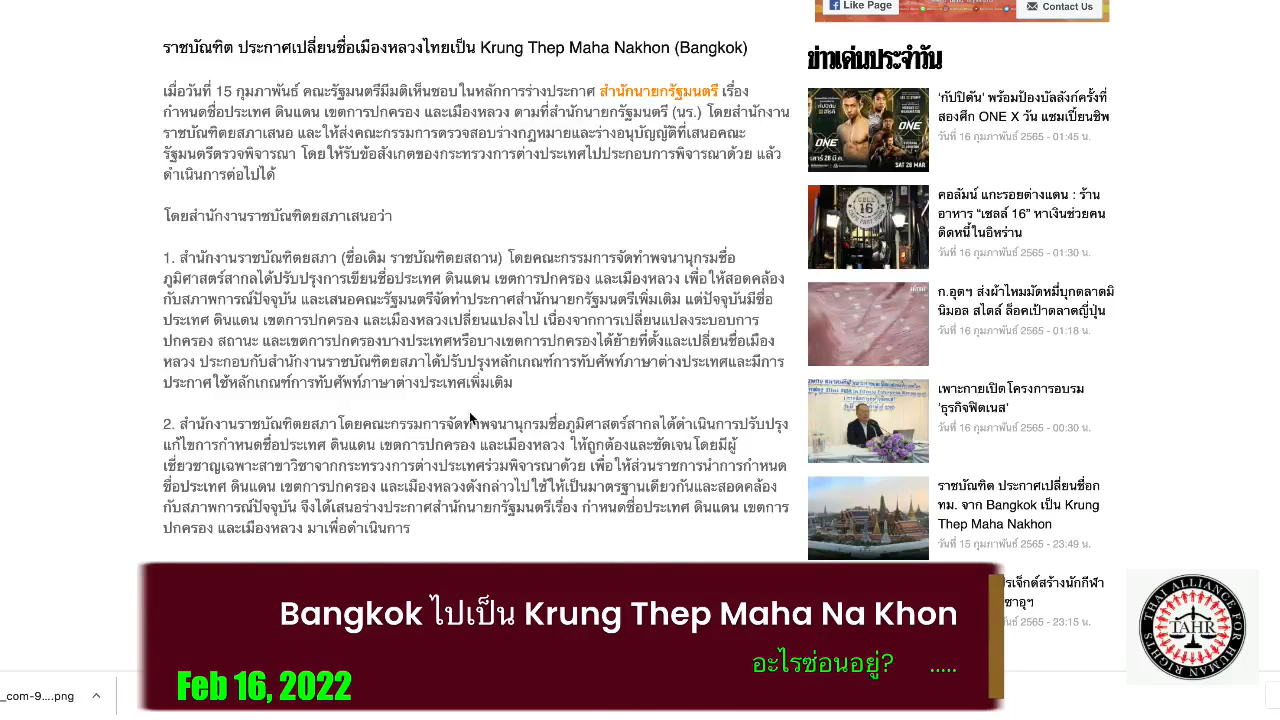 Like Page
Contact Us
ราชบัณฑิต ประกาศเปลี่ยนชื่อเมืองหลวงไทยเป็น Krung Thep Maha Nakhon (Bangkok)
เมื่อวันที่ 15 กุมภาพันธ์ คณะรัฐมนตรีมีมติเห็นชอบในหลักการร่างประกาศ สำนักนายกรัฐมนตรี เรื่อง
กำหนดชื่อประเทศ ดินแดน เขตการปกครอง และเมืองหลวง ตามที่สำนักนายกรัฐมนตรี (นร.) โดยสำนักงาน
ราชบัณฑิตยสภาเสนอ และให้ส่งคณะกรรมการตรวจสอบร่างกฎหมายและร่างอนุบัญญัติที่เสนอคณะ
รัฐมนตรีตรวจพิจารณา โดยให้รับข้อสังเกตของกระทรวงการต่างประเทศไปประกอบการพิจารณาด้วย แล้ว
ดำเนินการต่อไปได้
โดยสำนักงานราชบัณฑิตยสภาเสนอว่า
1. สำนักงานราชบัณฑิตยสภา (ชื่อเดิม ราชบัณฑิตยสถาน) โดยคณะกรรมการจัดทำพจนานุกรมชื่อ
ภูมิศาสตร์สากลได้ปรับปรุงการเขียนชื่อประเทศ ดินแดน เขตการปกครอง และเมืองหลวง เพื่อให้สอดคล้อง
กับสภาพการณ์ปัจจุบัน และเสนอคณะรัฐมนตรีจัดทำประกาศสำนักนายกรัฐมนตรีเพิ่มเติม แต่ปัจจุบันมีชื่อ
ประเทศ ดินแดน เขตการปกครอง และเมืองหลวงเปลี่ยนแปลงไป เนื่องจากการเปลี่ยนแปลงระบอบการ
ปกครอง สถานะ และเขตการปกครองบางประเทศหรือบางเขตการปกครองได้ย้ายที่ตั้งและเปลี่ยนชื่อเมือง
หลวง ประกอบกับสำนักงานราชบัณฑิตยสภาได้ปรับปรุงหลักเกณฑ์การทับศัพท์ภาษาต่างประเทศและมีการ
ประกาศใช้หลักเกณฑ์การทับศัพท์ภาษาต่างประเทศเพิ่มเติม
2. สำนักงานราชบัณฑิตยสภาโดยคณะกรรมการจัดทำพจนานุกรมชื่อภูมิศาสตร์สากลได้ดำเนินการปรับปรุง
แก้ไขการกำหนดชื่อประเทศ ดินแดน เขตการปกครอง และเมืองหลวง ให้ถูกต้องและชัดเจนโดยมีผู้
เชี่ยวชาญเฉพาะสาขาวิชาจากกระทรวงการต่างประเทศร่วมพิจารณาด้วย เพื่อให้ส่วนราชการนำการกำหนด
ชื่อประเทศ ดินแดน เขตการปกครอง และเมืองหลวงดังกล่าวไปใช้ให้เป็นมาตรฐานเดียวกันและสอดคล้อง
กับสภาพการณ์ปัจจุบัน จึงได้เสนอร่างประกาศสำนักนายกรัฐมนตรีเรื่อง กำหนดชื่อประเทศ ดินแดน เขตการ
ปกครอง และเมืองหลวง มาเพื่อดำเนินการ
ข่าวเด่นประจำวัน
'กัปปิตัน' พร้อมป้องบัลลังก์ครั้งที่
สองศึก ONE X วัน แชมเปี้ยนชิพ
วันที่ 16 กุมภาพันธ์ 2565 - 01:45 น.
คอลัมน์ แกะรอยต่างแดน : ร้าน
อาหาร “เซลล์ 16” หาเงินช่วยคน
ติดหนี้ในอิหร่าน
วันที่ 16 กุมภาพันธ์ 2565 - 01:30 น.
ก.อุตฯ ส่งผ้าไหมมัดหมี่บุกตลาดมิ
นิมอล สไตล์ ล็อคเป้าตลาดญี่ปุ่น
วันที่ 16 กุมภาพันธ์ 2565 - 01:18 น.
เพาะกายเปิดโครงการอบรม
'ธุรกิจฟิตเนส'
วันที่ 16 กุมภาพันธ์ 2565 - 00:30 น.
ราชบัณฑิต ประกาศเปลี่ยนชื่อก
ทม. จาก Bangkok เป็น Krung
Thep Maha Nakhon
วันที่ 15 กุมภาพันธ์ 2565 - 23:49 น.
เปรเจ็กต์สร้างนักกีฬา
ซาอุฯ
2565 - 23:15 น.
Bangkok ไปเป็น Krung Thep Maha Na Khon
อะไรซ่อนอยู่? .....
Feb 16, 2022
THAI ALLIANCE FOR HUMAN RIGHTS
TAHR
_com-9....png